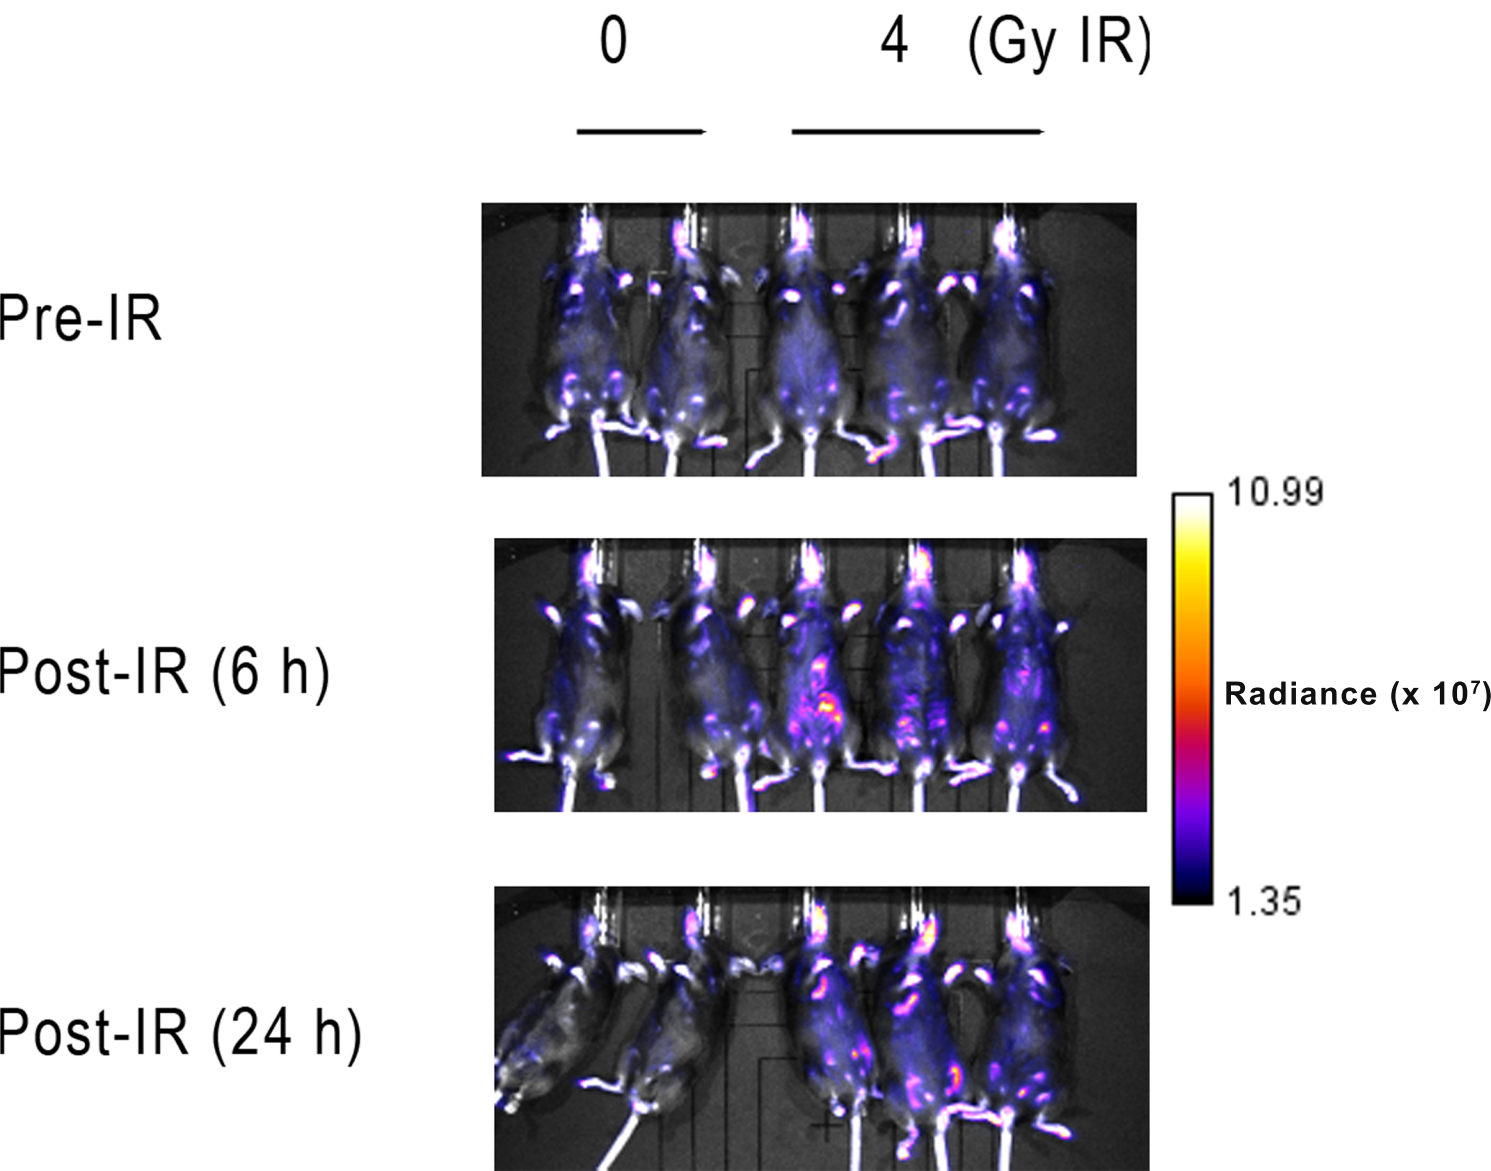 0 4 (Gy IR)
Pre-IR
10.99
Post-IR (6 h)
Radiance (x 10⁷)
1.35
Post-IR (24 h)